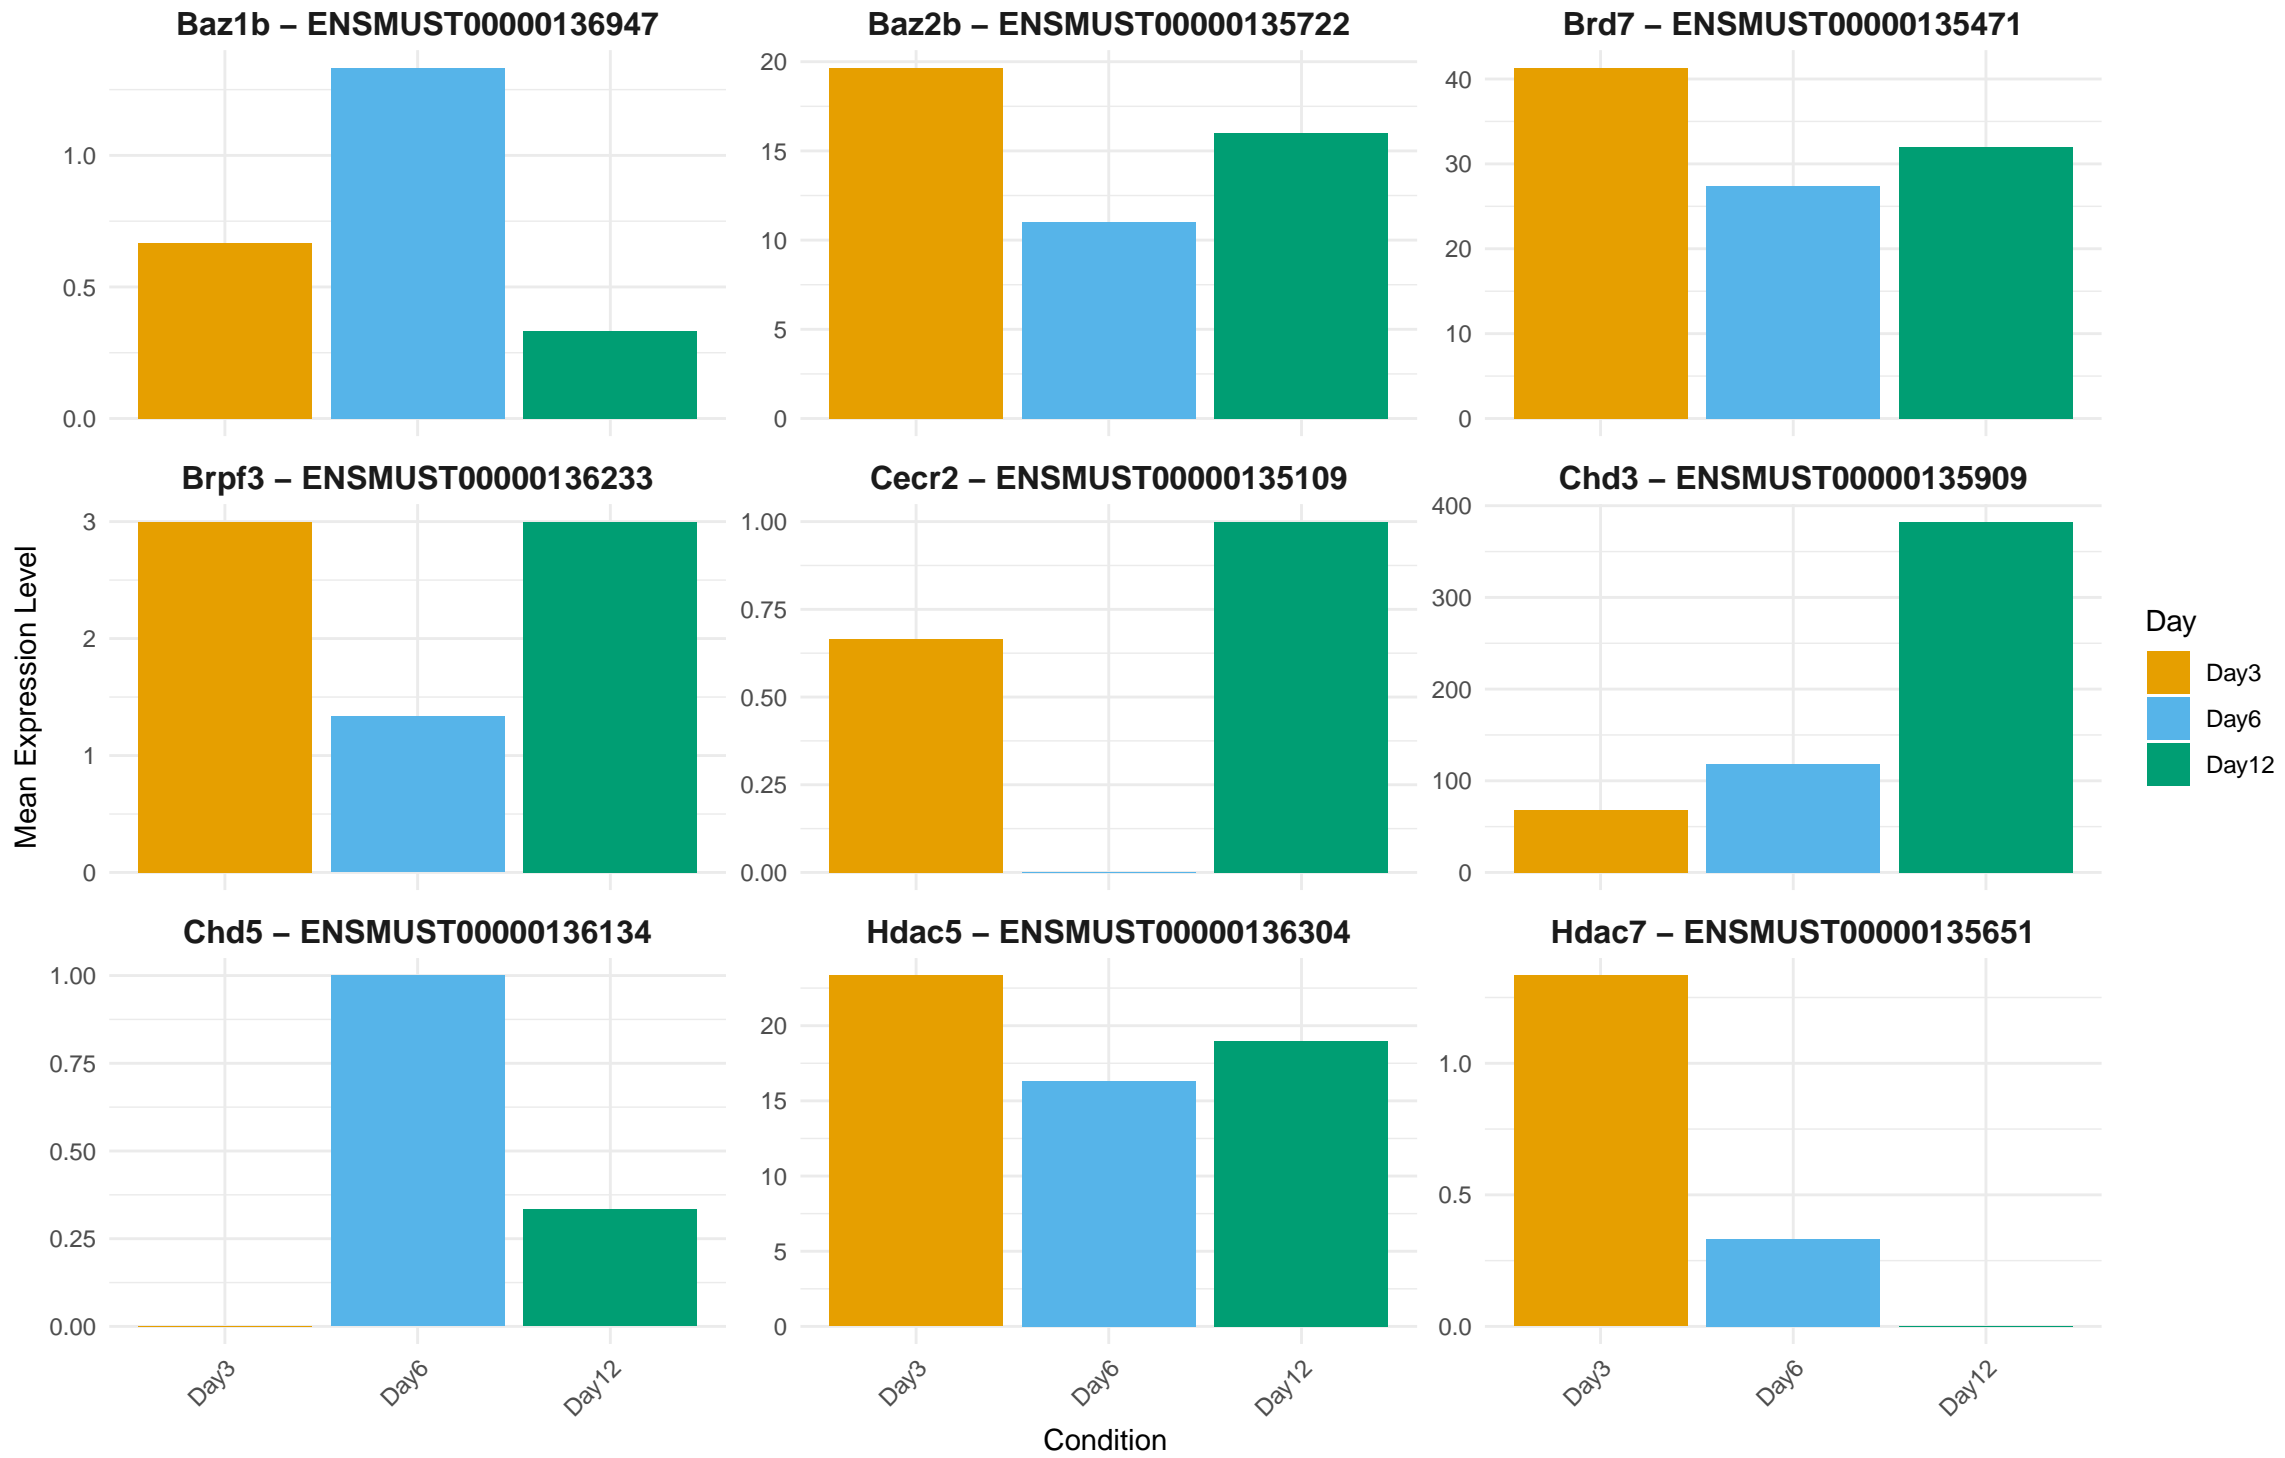 Baz1b – ENSMUST00000136947
Baz2b – ENSMUST00000135722
Brd7 – ENSMUST00000135471
1.0
0.5
0.0
20
15
10
5
0
40
30
20
10
0
Brpf3 – ENSMUST00000136233
Cecr2 – ENSMUST00000135109
Chd3 – ENSMUST00000135909
Mean Expression Level
3
2
1
0
1.00
0.75
0.50
0.25
0.00
400
300
200
100
0
Day
Day3
Day6
Day12
Chd5 – ENSMUST00000136134
Hdac5 – ENSMUST00000136304
Hdac7 – ENSMUST00000135651
1.00
0.75
0.50
0.25
0.00
20
15
10
5
0
1.0
0.5
0.0
Day3
Day6
Day12
Day3
Day6
Day12
Day3
Day6
Day12
Condition